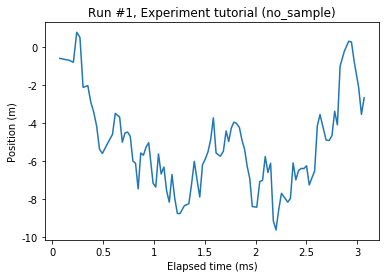 Run #1, Experiment tutorial (no_sample)
Position (m)
0
-2
-4
-6
-8
-10
0 0.5 1 1.5 2 2.5 3
Elapsed time (ms)